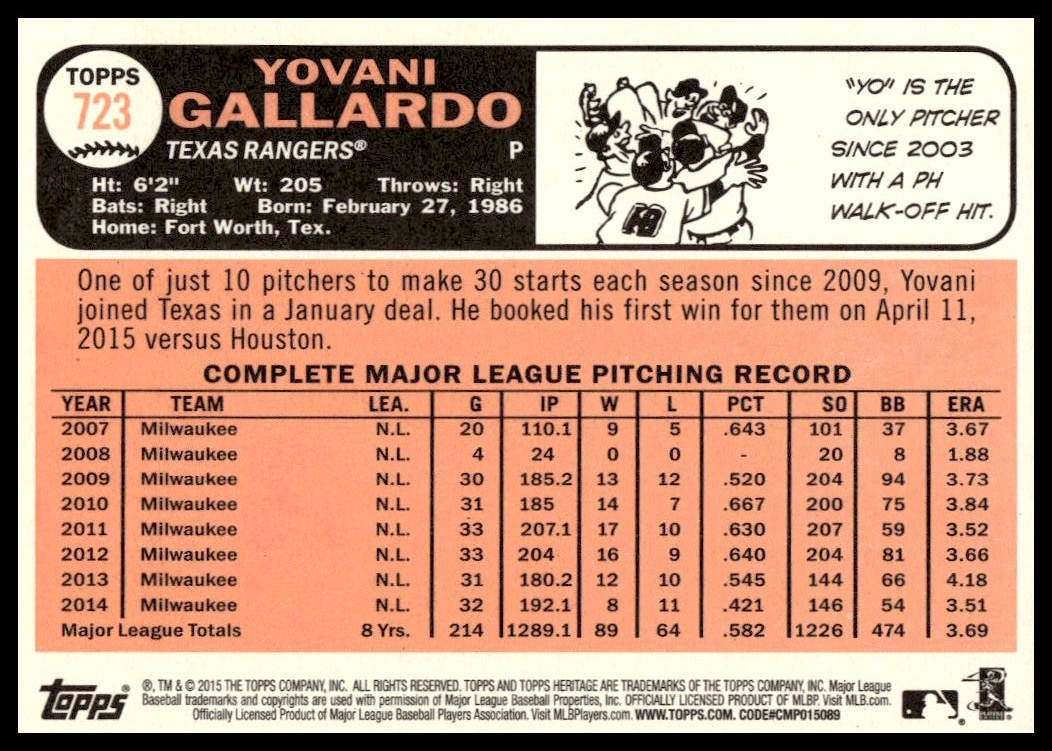 TOPPS
723
YOVANI
GALLARDO
TEXAS RANGERS® P
Ht: 6'2" Wt: 205 Throws: Right
Bats: Right Born: February 27, 1986
Home: Fort Worth, Tex.
"YO" IS THE
ONLY PITCHER
SINCE 2003
WITH A PH
WALK-OFF HIT.
One of just 10 pitchers to make 30 starts each season since 2009, Yovani
joined Texas in a January deal. He booked his first win for them on April 11,
2015 versus Houston.
COMPLETE MAJOR LEAGUE PITCHING RECORD
YEAR TEAM LEA. G IP W L PCT SO BB ERA
2007 Milwaukee N.L. 20 110.1 9 5 .643 101 37 3.67
2008 Milwaukee N.L. 4 24 0 0 - 20 8 1.88
2009 Milwaukee N.L. 30 185.2 13 12 .520 204 94 3.73
2010 Milwaukee N.L. 31 185 14 7 .667 200 75 3.84
2011 Milwaukee N.L. 33 207.1 17 10 .630 207 59 3.52
2012 Milwaukee N.L. 33 204 16 9 .640 204 81 3.66
2013 Milwaukee N.L. 31 180.2 12 10 .545 144 66 4.18
2014 Milwaukee N.L. 32 192.1 8 11 .421 146 54 3.51
Major League Totals 8 Yrs. 214 1289.1 89 64 .582 1226 474 3.69
topps®
®, TM & © 2015 THE TOPPS COMPANY, INC. ALL RIGHTS RESERVED. TOPPS AND TOPPS HERITAGE ARE TRADEMARKS OF THE TOPPS COMPANY, INC. Major League
Baseball trademarks and copyrights are used with permission of Major League Baseball Properties, Inc. OFFICIALLY LICENSED PRODUCT OF MLBP. Visit MLB.com.
Officially Licensed Product of Major League Baseball Players Association. Visit MLBPlayers.com. WWW.TOPPS.COM. CODE#CMP015089